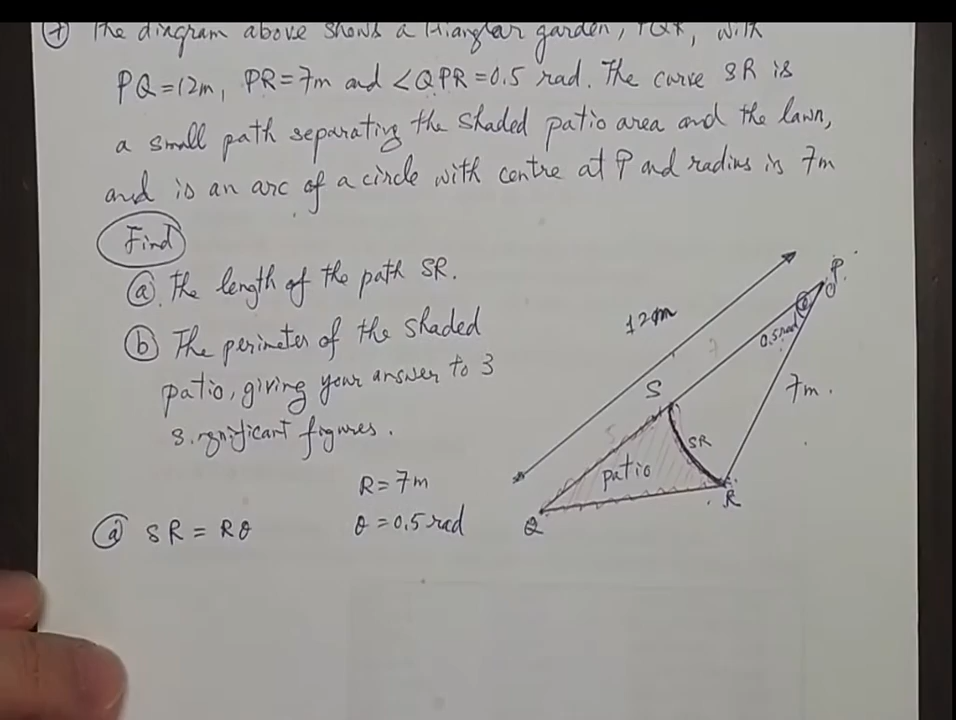 ⑦ The diagram above shows a trianglar garden, PQR, with
PQ=12m, PR=7m and <QPR=0.5 rad. The curve SR is
a small path separating the shaded patio area and the lawn,
and is an arc of a circle with centre at P and radius is 7m
Find
ⓐ The length of the path SR.
ⓑ The perimeter of the shaded
patio, giving your answer to 3
significant figures.
R=7m
ⓐ SR = Rθ
θ=0.5 rad
P
12m
0.5rad
7m.
S
SR
patio
R
Q